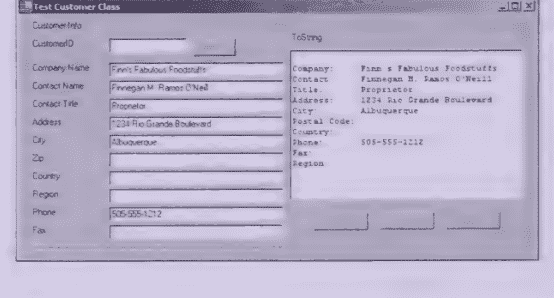 Test Customer Class
Customer Info
CustomerID
Company Name Finn's Fabulous Foodstuffs
Contact Name Finnegan M. Ramos O'Neill
Contact Title Proprietor
Address 1234 Rio Grande Boulevard
City Albuquerque
Zip
Country
Region
Phone 505-555-1212
Fax
ToString
Company: Finn s Fabulous Foodstuffs
Contact Finnegan M. Ramos O'Neill
Title. Proprietor
Address: 1234 Rio Grande Boulevard
City Albuquerque
Postal Code:
Country:
Phone: 505-555-1212
Fax:
Region